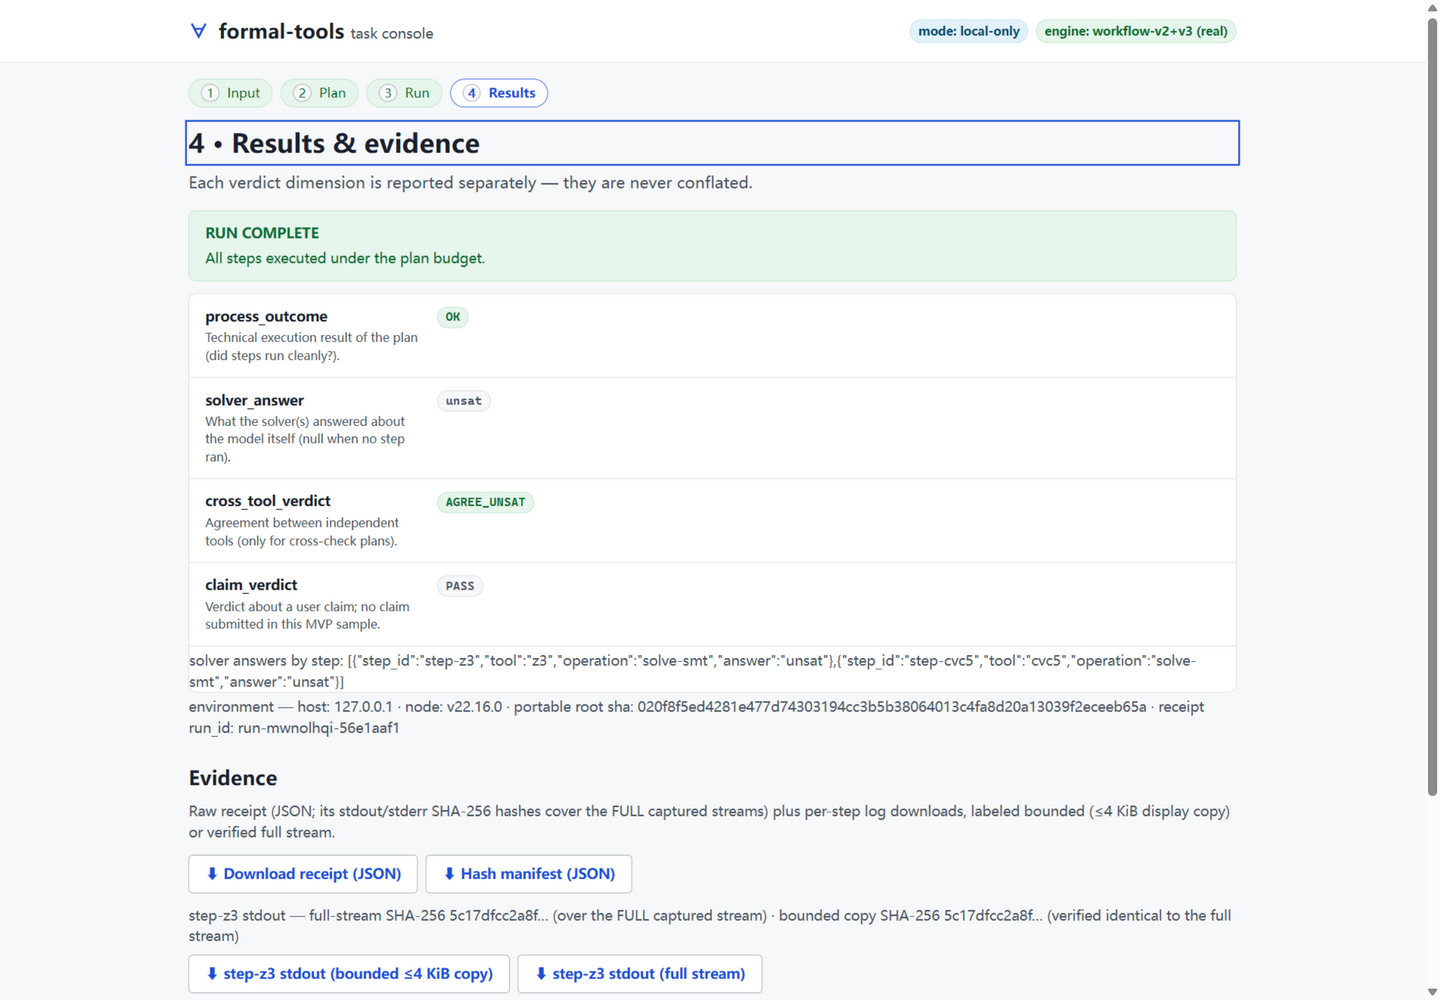 ∀ formal-tools task console
mode: local-only
engine: workflow-v2+v3 (real)
1 Input
2 Plan
3 Run
4 Results
4 • Results & evidence
Each verdict dimension is reported separately — they are never conflated.
RUN COMPLETE
All steps executed under the plan budget.
process_outcome
OK
Technical execution result of the plan
(did steps run cleanly?).
solver_answer
unsat
What the solver(s) answered about
the model itself (null when no step
ran).
cross_tool_verdict
AGREE_UNSAT
Agreement between independent
tools (only for cross-check plans).
claim_verdict
PASS
Verdict about a user claim; no claim
submitted in this MVP sample.
solver answers by step: [{"step_id":"step-z3","tool":"z3","operation":"solve-smt","answer":"unsat"},{"step_id":"step-cvc5","tool":"cvc5","operation":"solve-
smt","answer":"unsat"}]
environment — host: 127.0.0.1 · node: v22.16.0 · portable root sha: 020f8f5ed4281e477d74303194cc3b5b38064013c4fa8d20a13039f2eceeb65a · receipt
run_id: run-mwnolhqi-56e1aaf1
Evidence
Raw receipt (JSON; its stdout/stderr SHA-256 hashes cover the FULL captured streams) plus per-step log downloads, labeled bounded (≤4 KiB display copy)
or verified full stream.
⬇ Download receipt (JSON)
⬇ Hash manifest (JSON)
step-z3 stdout — full-stream SHA-256 5c17dfcc2a8f… (over the FULL captured stream) · bounded copy SHA-256 5c17dfcc2a8f… (verified identical to the full
stream)
⬇ step-z3 stdout (bounded ≤4 KiB copy)
⬇ step-z3 stdout (full stream)